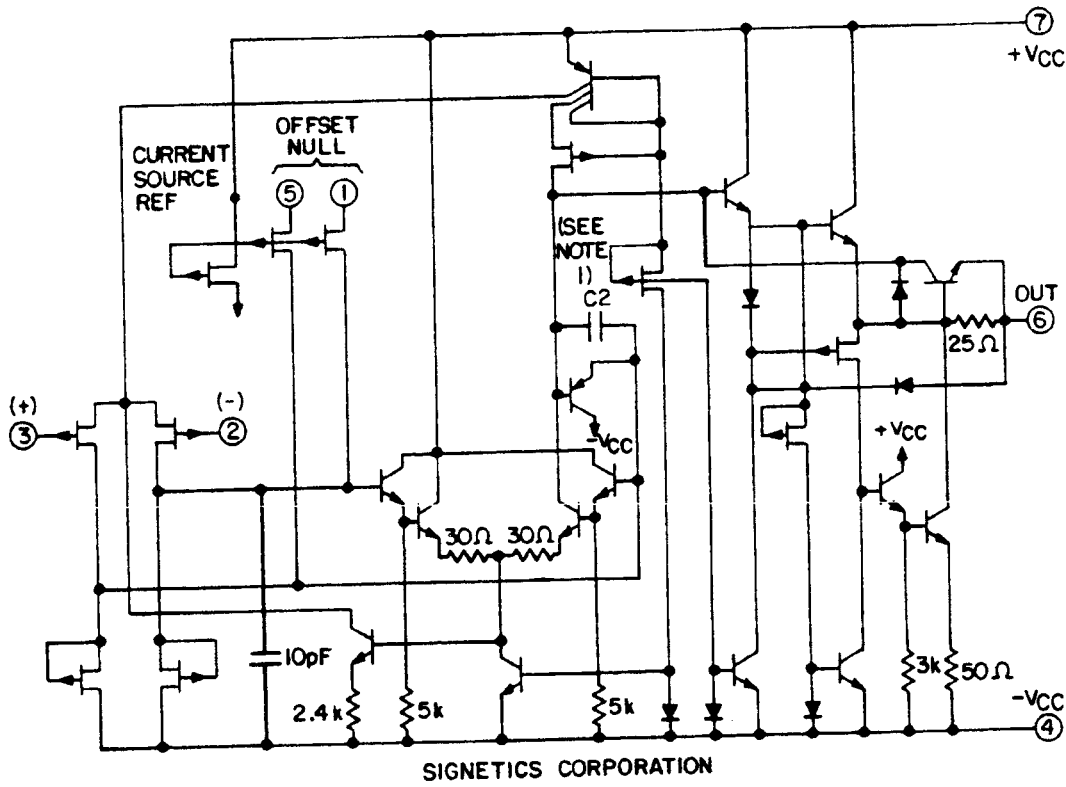 ⑦
+VCC
OFFSET
NULL
CURRENT
SOURCE
REF
⑤ ①
(SEE
NOTE
1)
C2
OUT
⑥
25Ω
(+)
③
(-)
②
-VCC
+VCC
30Ω 30Ω
10pF
2.4k
5k
5k
3k
50Ω
-VCC
④
SIGNETICS CORPORATION